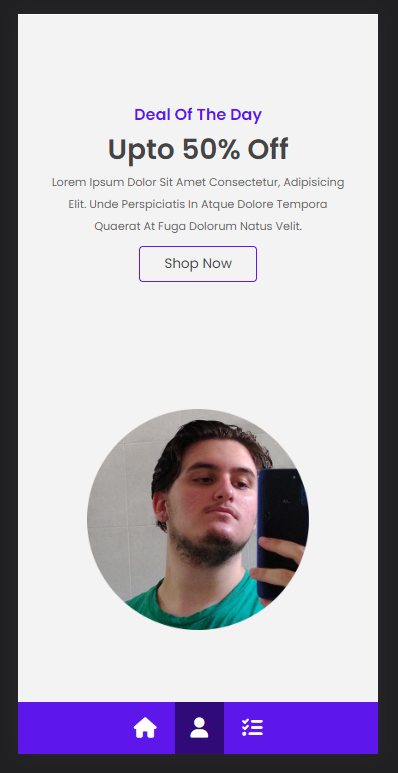 Deal Of The Day
Upto 50% Off
Lorem Ipsum Dolor Sit Amet Consectetur, Adipisicing
Elit. Unde Perspiciatis In Atque Dolore Tempora
Quaerat At Fuga Dolorum Natus Velit.
Shop Now